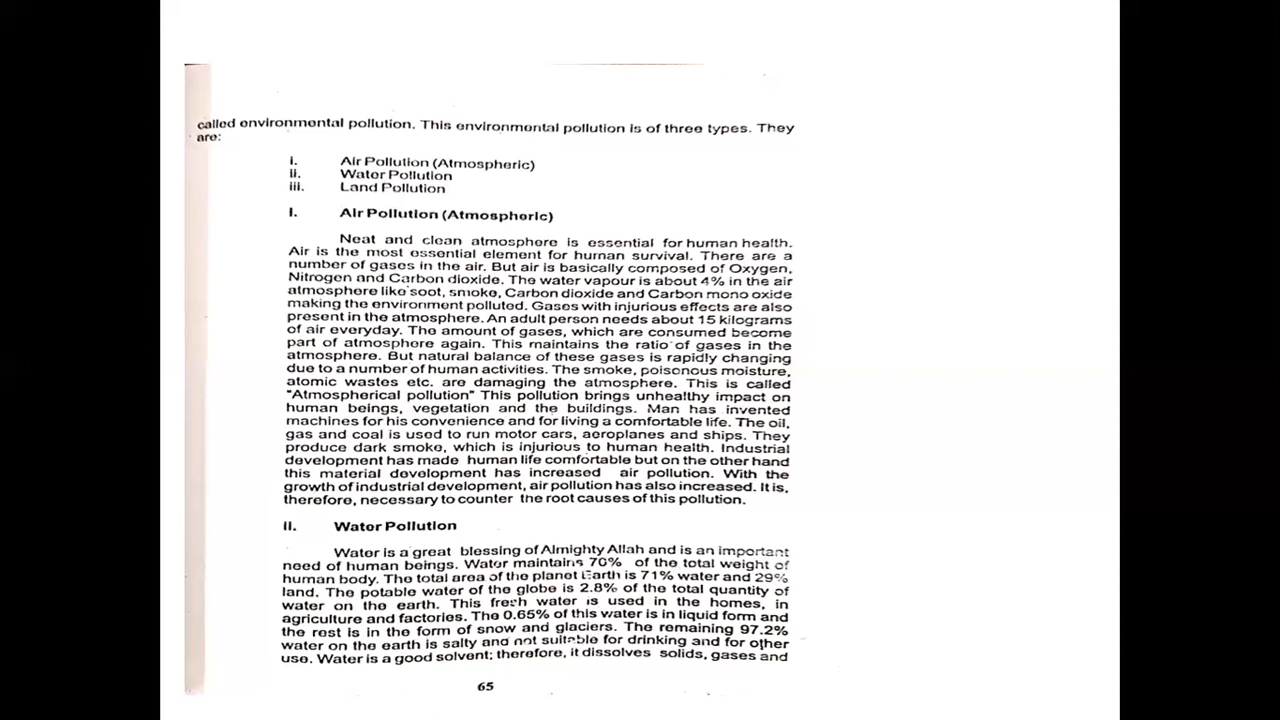 called environmental pollution. This environmental pollution is of three types. They
are:
i. Air Pollution (Atmospheric)
ii. Water Pollution
iii. Land Pollution
I. Air Pollution (Atmospheric)
Neat and clean atmosphere is essential for human health.
Air is the most essential element for human survival. There are a
number of gases in the air. But air is basically composed of Oxygen,
Nitrogen and Carbon dioxide. The water vapour is about 4% in the air
atmosphere like soot, smoke, Carbon dioxide and Carbon mono oxide
making the environment polluted. Gases with injurious effects are also
present in the atmosphere. An adult person needs about 15 kilograms
of air everyday. The amount of gases, which are consumed become
part of atmosphere again. This maintains the ratio of gases in the
atmosphere. But natural balance of these gases is rapidly changing
due to a number of human activities. The smoke, poisonous moisture,
atomic wastes etc. are damaging the atmosphere. This is called
"Atmospherical pollution" This pollution brings unhealthy impact on
human beings, vegetation and the buildings. Man has invented
machines for his convenience and for living a comfortable life. The oil,
gas and coal is used to run motor cars, aeroplanes and ships. They
produce dark smoke, which is injurious to human health. Industrial
development has made human life comfortable but on the other hand
this material development has increased air pollution. With the
growth of industrial development, air pollution has also increased. It is,
therefore, necessary to counter the root causes of this pollution.
II. Water Pollution
Water is a great blessing of Almighty Allah and is an important
need of human beings. Water maintains 70% of the total weight of
human body. The total area of the planet Earth is 71% water and 29%
land. The potable water of the globe is 2.8% of the total quantity of
water on the earth. This fresh water is used in the homes, in
agriculture and factories. The 0.65% of this water is in liquid form and
the rest is in the form of snow and glaciers. The remaining 97.2%
water on the earth is salty and not suitable for drinking and for other
use. Water is a good solvent; therefore, it dissolves solids, gases and
65